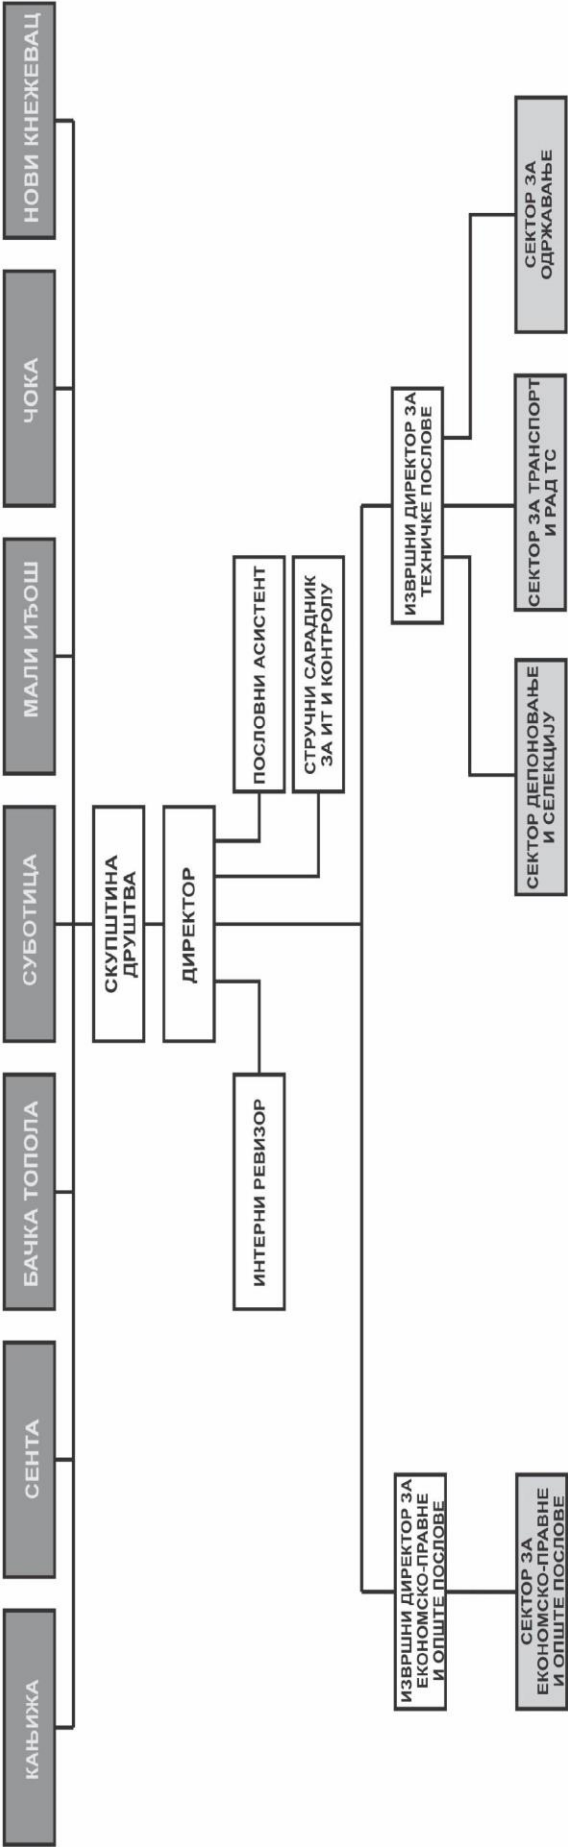 КАЊИЖА
СЕНТА
БАЧКА ТОПОЛА
СУБОТИЦА
МАЛИ ИЂОШ
ЧОКА
НОВИ КНЕЖЕВАЦ
СКУПШТИНА
ДРУШТВА
ДИРЕКТОР
ИНТЕРНИ РЕВИЗОР
ПОСЛОВНИ АСИСТЕНТ
СТРУЧНИ САРАДНИК
ЗА ИТ И КОНТРОЛУ
ИЗВРШНИ ДИРЕКТОР ЗА
ЕКОНОМСКО-ПРАВНЕ
И ОПШТЕ ПОСЛОВЕ
ИЗВРШНИ ДИРЕКТОР ЗА
ТЕХНИЧКЕ ПОСЛОВЕ
СЕКТОР ЗА
ЕКОНОМСКО-ПРАВНЕ
И ОПШТЕ ПОСЛОВЕ
СЕКТОР ДЕПОНОВАЊЕ
И СЕЛЕКЦИЈУ
СЕКТОР ЗА ТРАНСПОРТ
И РАД ТС
СЕКТОР ЗА
ОДРЖАВАЊЕ